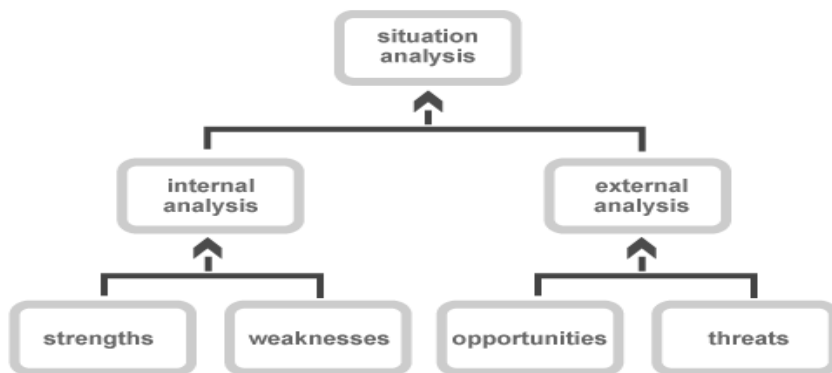 situation
analysis
internal
analysis
external
analysis
strengths
weaknesses
opportunities
threats